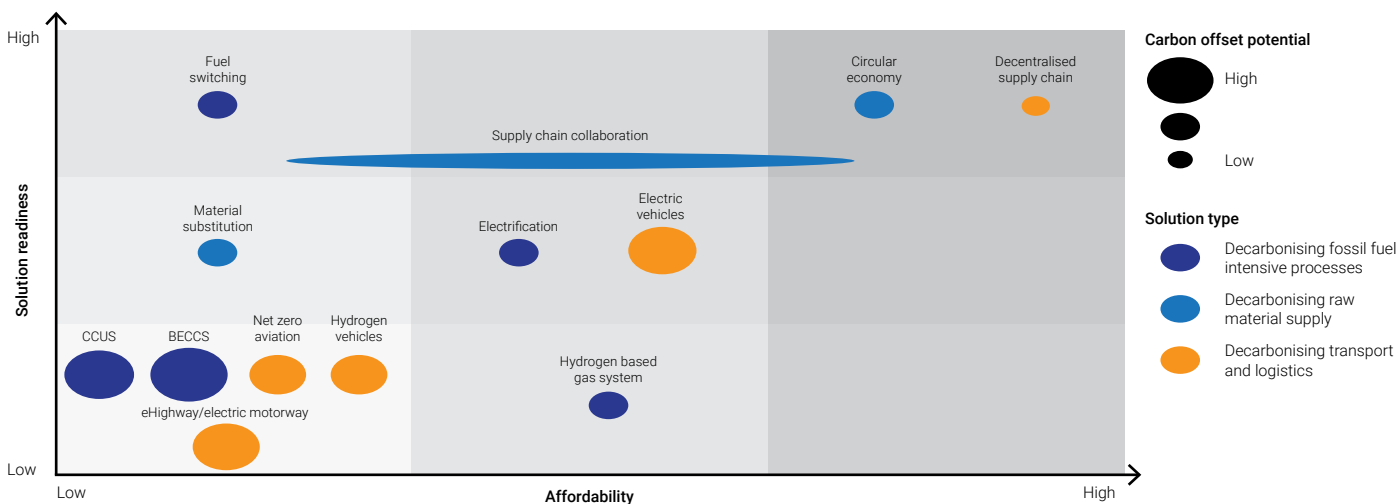 High
Solution readiness
Low
Low
Affordability
High
Fuel
switching
Circular
economy
Decentralised
supply chain
Supply chain collaboration
Material
substitution
Electrification
Electric
vehicles
CCUS
BECCS
Net zero
aviation
Hydrogen
vehicles
eHighway/electric motorway
Hydrogen based
gas system
Carbon offset potential
High
Low
Solution type
Decarbonising fossil fuel
intensive processes
Decarbonising raw
material supply
Decarbonising transport
and logistics